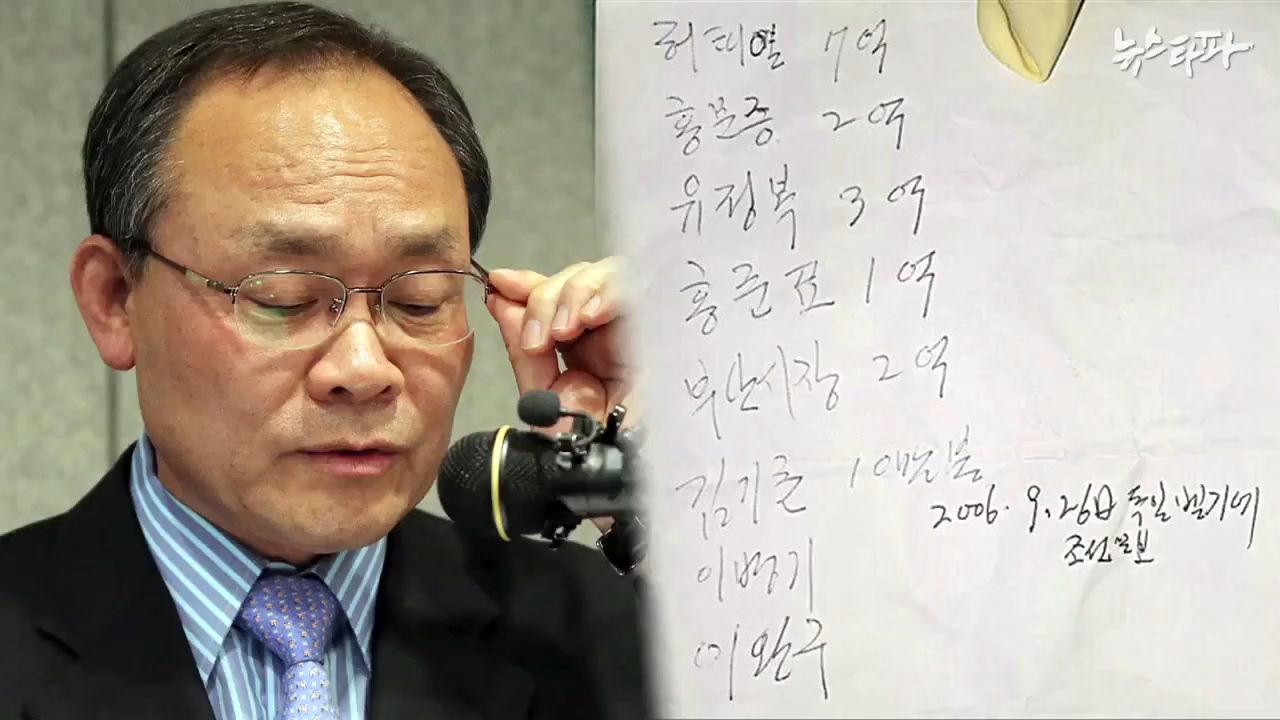 뉴스타파
허태열 7억
홍문종 2억
유정복 3억
홍준표 1억
부산시장 2억
김기춘 10만불
2006. 9. 26日 독일 벨기에
조선일보
이병기
이완구